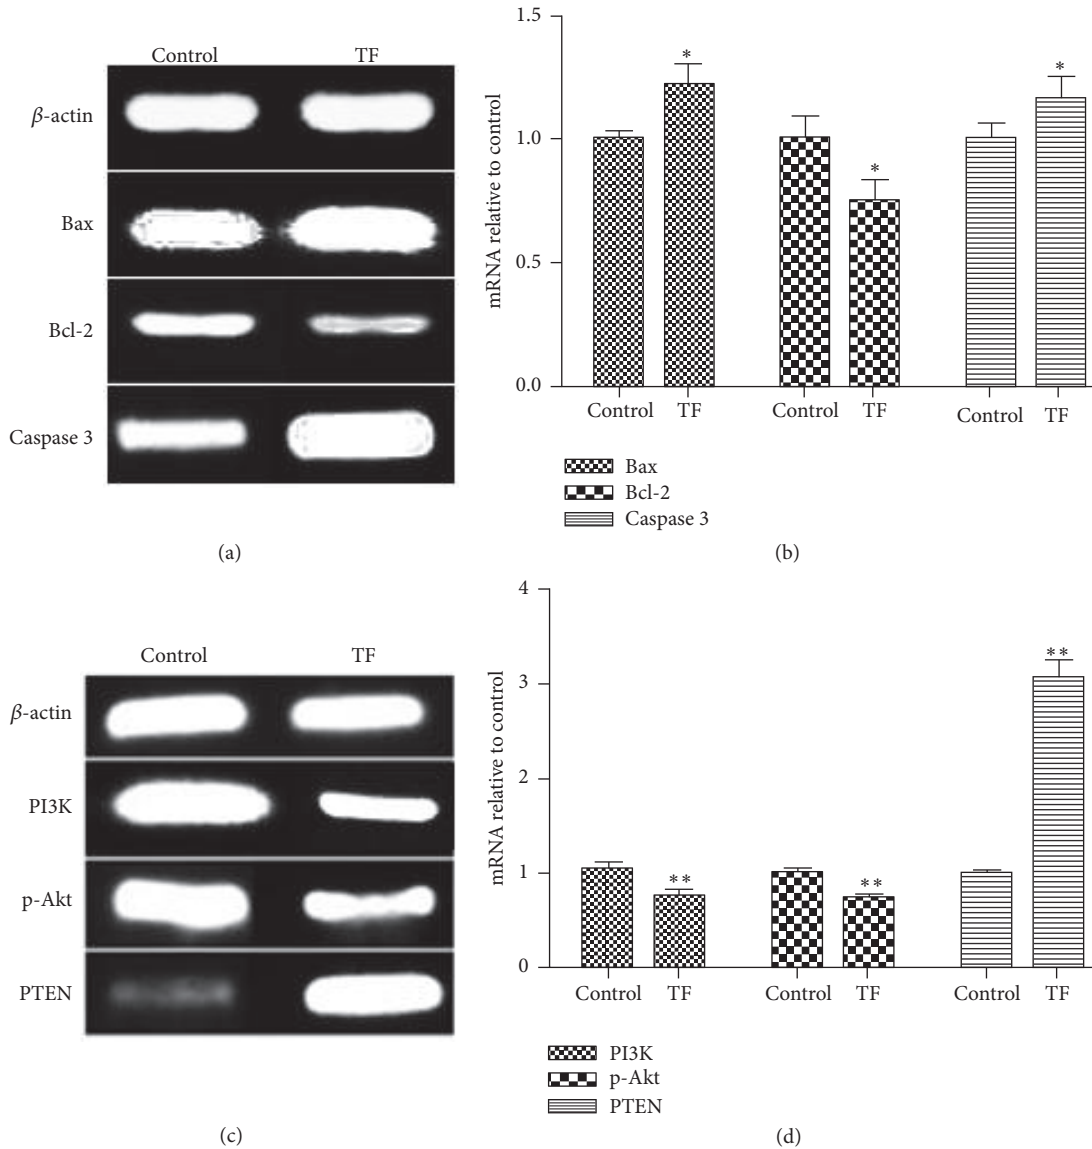 Control TF
β-actin
Bax
Bcl-2
Caspase 3
(a)
1.5
1.0
0.5
0.0
mRNA relative to control
* * *
Control TF Control TF Control TF
Bax
Bcl-2
Caspase 3
(b)
Control TF
β-actin
PI3K
p-Akt
PTEN
(c)
4
3
2
1
0
mRNA relative to control
** ** **
Control TF Control TF Control TF
PI3K
p-Akt
PTEN
(d)